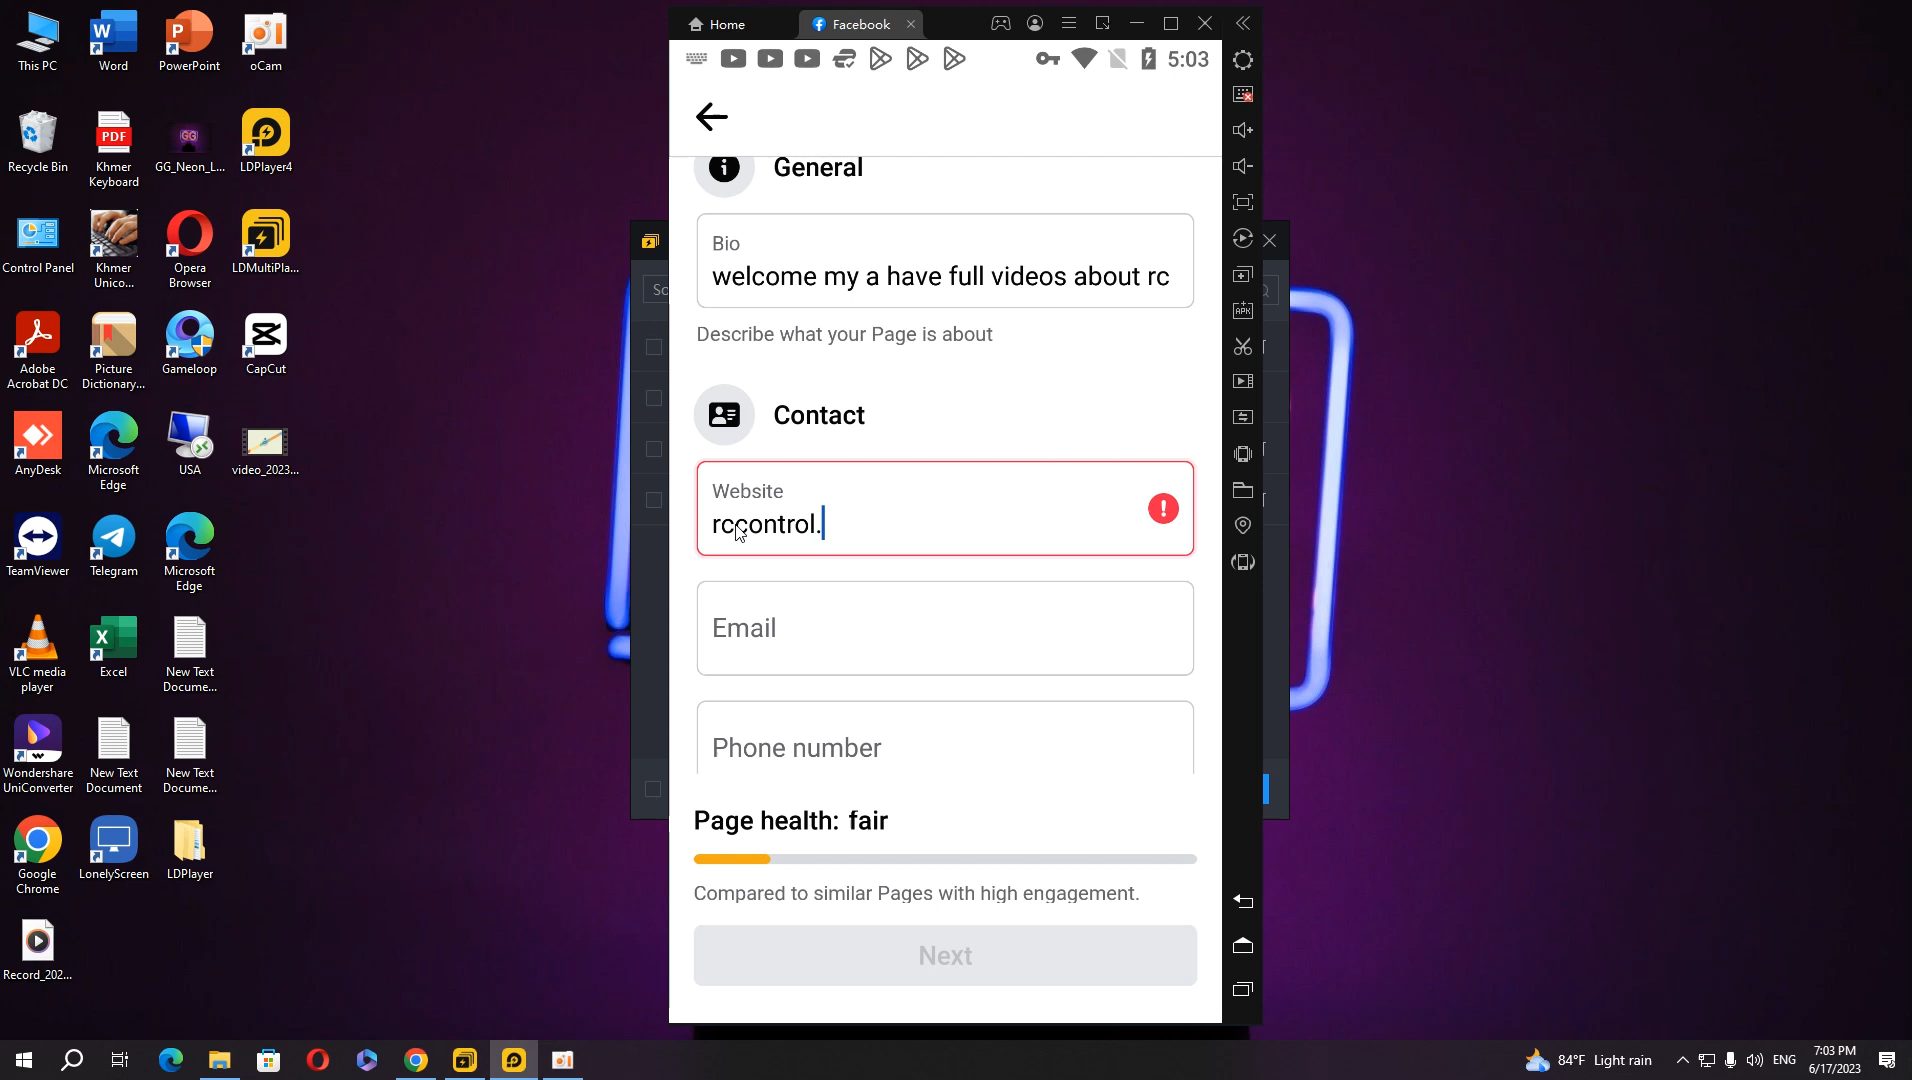 This PC
Word
PowerPoint
oCam
Recycle Bin
PDF
Khmer
Keyboard
GG
GG_Neon_L...
LDPlayer4
Control Panel
Khmer
Unico...
Opera
Browser
LDMultiPla...
Adobe
Acrobat DC
Picture
Dictionary...
Gameloop
CapCut
AnyDesk
Microsoft
Edge
USA
video_2023...
TeamViewer
Telegram
Microsoft
Edge
VLC media
player
Excel
New Text
Docume...
Wondershare
UniConverter
New Text
Document
New Text
Docume...
Google
Chrome
LonelyScreen
LDPlayer
Record_202...
Home
Facebook
5:03
General
Bio
welcome my a have full videos about rc
Describe what your Page is about
Contact
Website
rccontrol.
Email
Phone number
Page health: fair
Compared to similar Pages with high engagement.
Next
Sc
APK
84°F Light rain
ENG
7:03 PM
6/17/2023